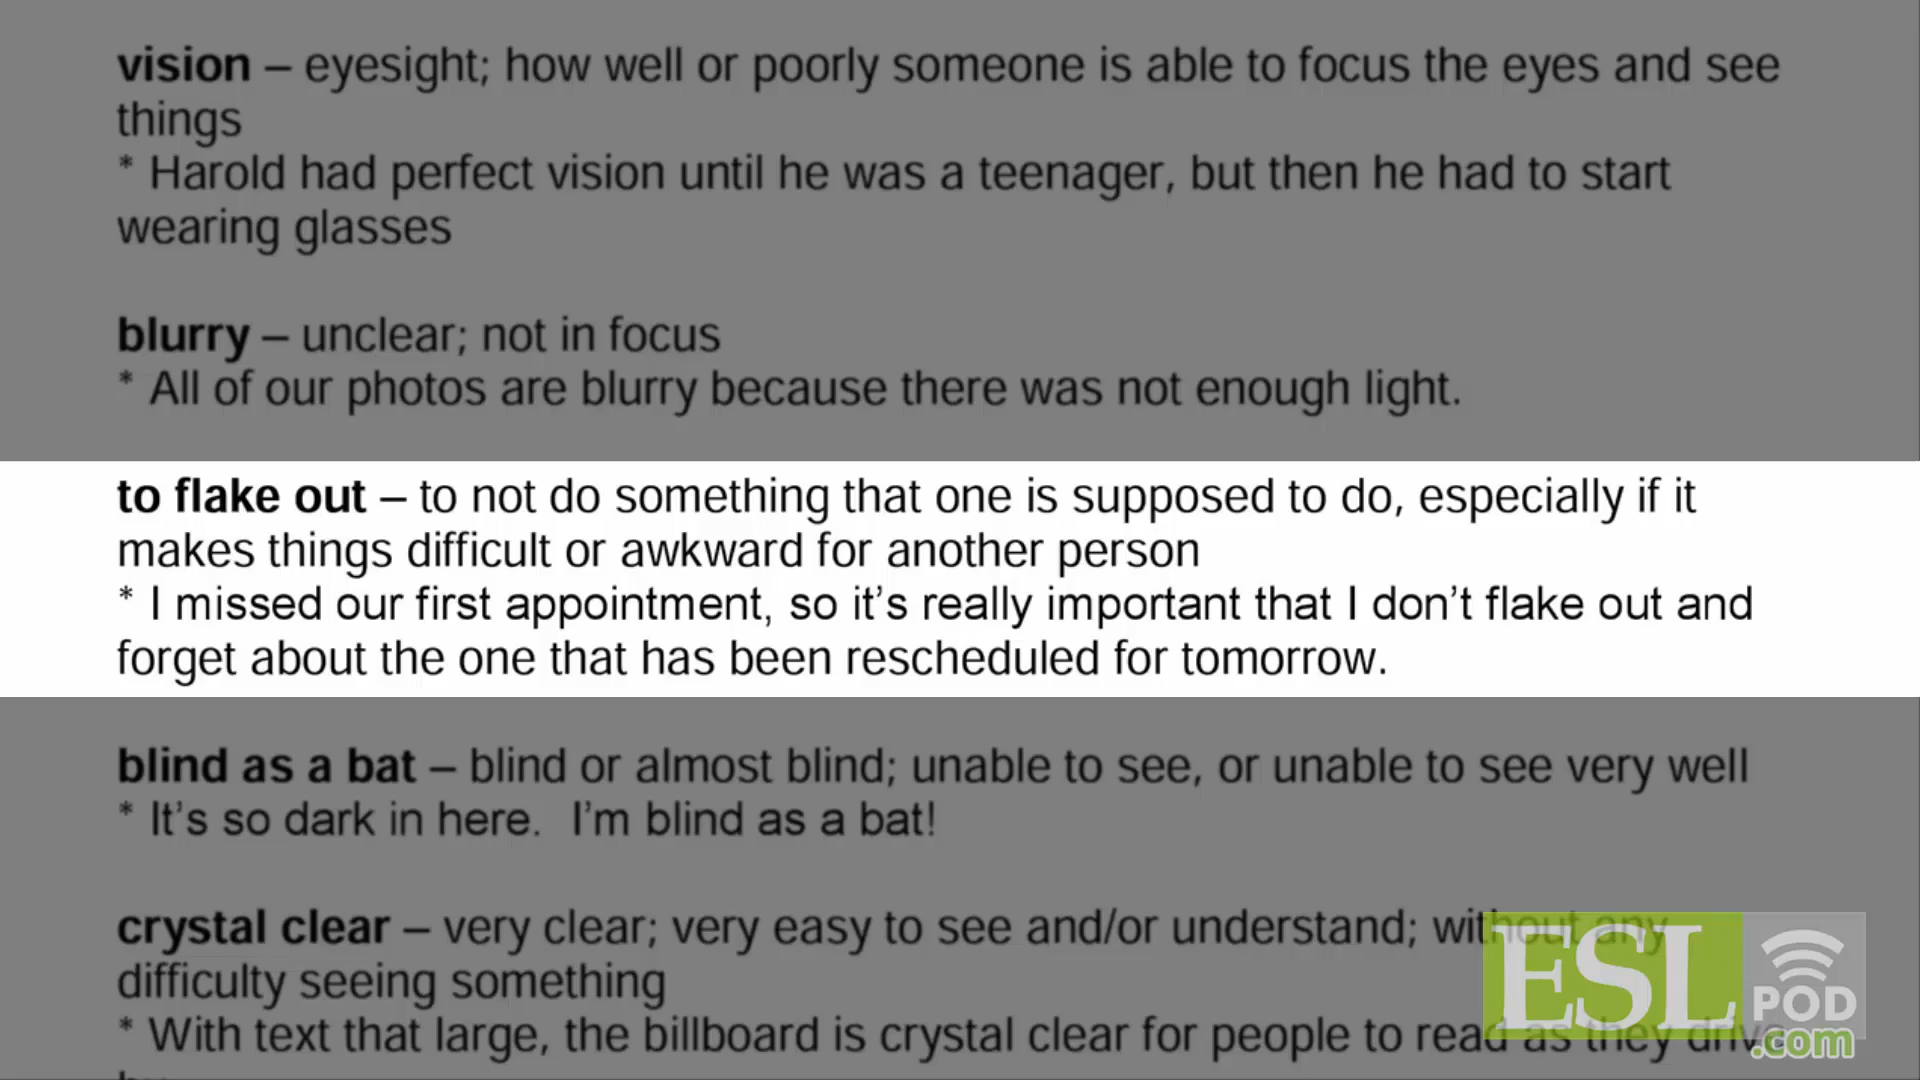 vision – eyesight; how well or poorly someone is able to focus the eyes and see
things
* Harold had perfect vision until he was a teenager, but then he had to start
wearing glasses
blurry – unclear; not in focus
* All of our photos are blurry because there was not enough light.
to flake out – to not do something that one is supposed to do, especially if it
makes things difficult or awkward for another person
* I missed our first appointment, so it’s really important that I don’t flake out and
forget about the one that has been rescheduled for tomorrow.
blind as a bat – blind or almost blind; unable to see, or unable to see very well
* It’s so dark in here.  I’m blind as a bat!
crystal clear – very clear; very easy to see and/or understand; without any
difficulty seeing something
* With text that large, the billboard is crystal clear for people to read as they drive
ESL
POD
.com